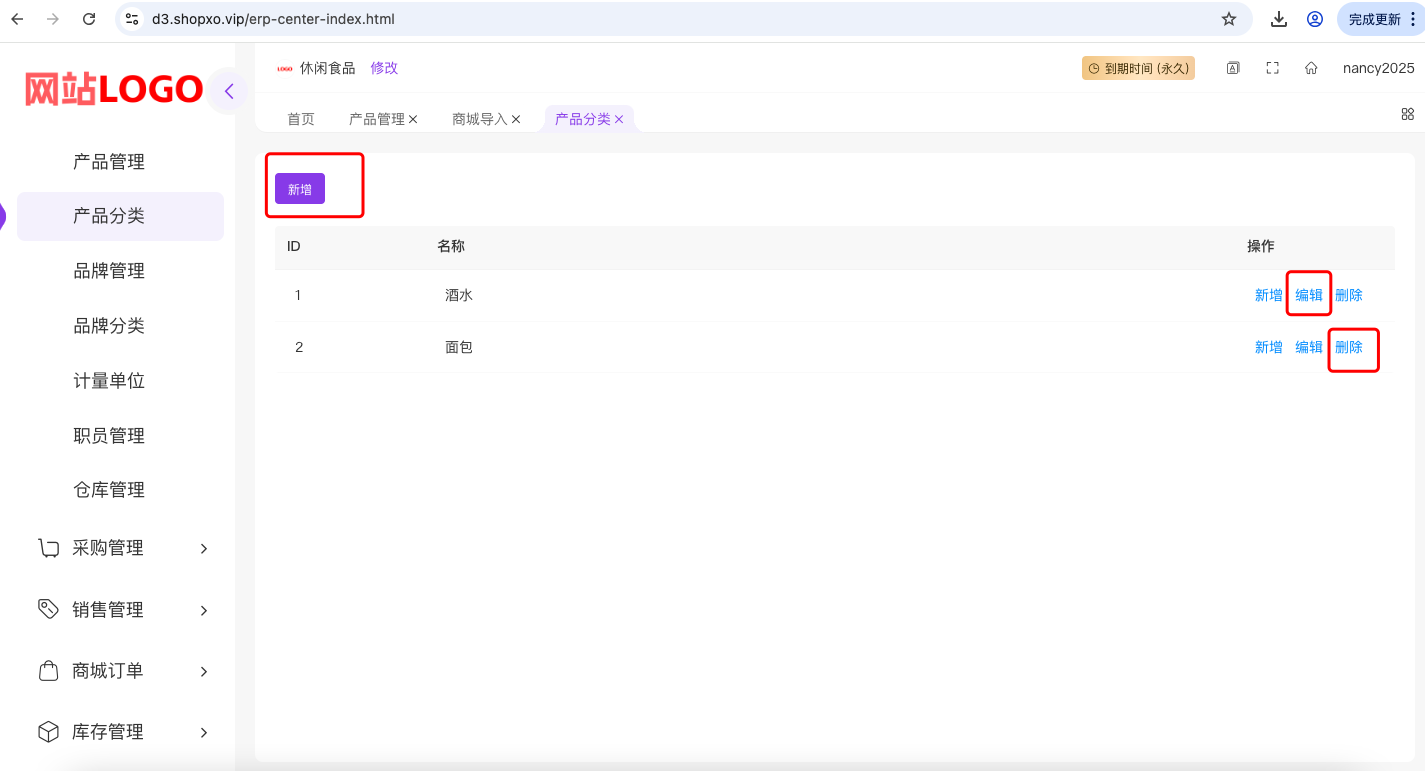 d3.shopxo.vip/erp-center-index.html
完成更新
网站LOGO
LOGO 休闲食品 修改
到期时间 (永久)
nancy2025
首页 产品管理 商城导入 产品分类
产品管理
产品分类
品牌管理
品牌分类
计量单位
职员管理
仓库管理
采购管理
销售管理
商城订单
库存管理
新增
ID 名称 操作
1 酒水 新增 编辑 删除
2 面包 新增 编辑 删除